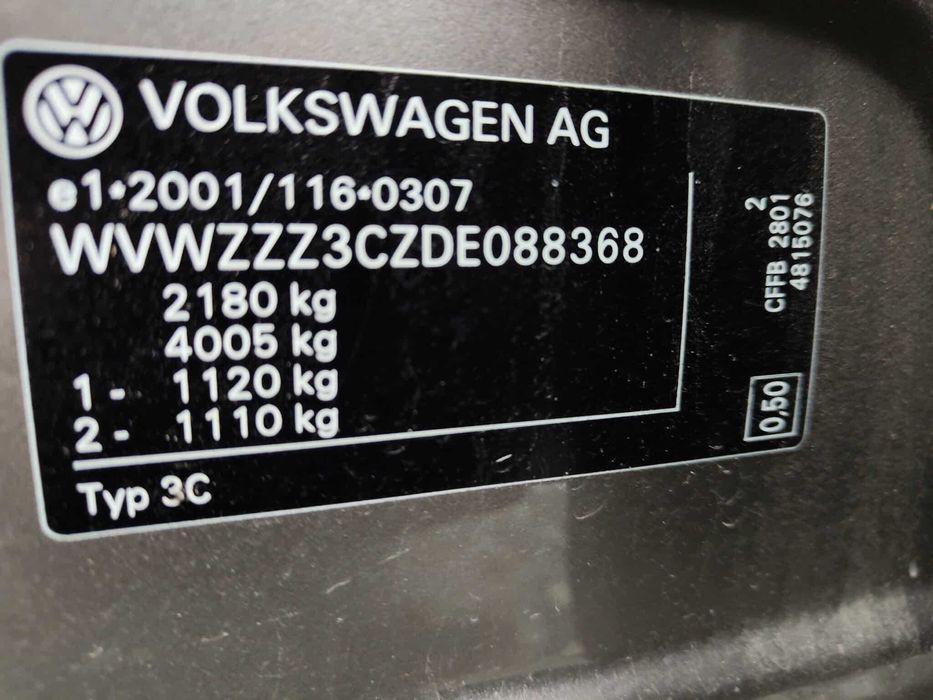 VOLKSWAGEN AG
e1*2001/116*0307
WVWZZZ3CZDE088368
2180 kg
4005 kg
1 - 1120 kg
2 - 1110 kg
Typ 3C
2
CFFB 2801
4815076
0,50